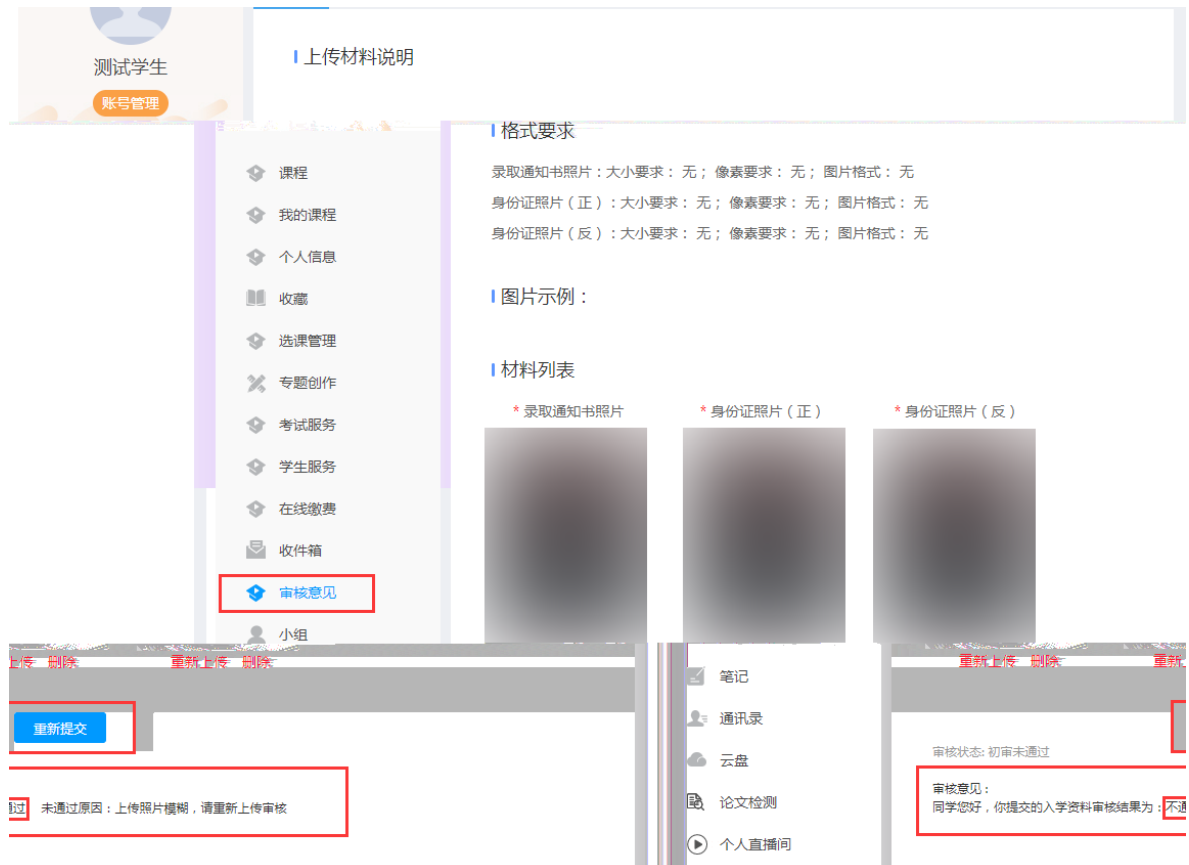 测试学生
账号管理
上传材料说明
格式要求
录取通知书照片：大小要求： 无； 像素要求： 无； 图片格式： 无
身份证照片（正）：大小要求： 无； 像素要求： 无； 图片格式： 无
身份证照片（反）：大小要求： 无； 像素要求： 无； 图片格式： 无
图片示例：
材料列表
* 录取通知书照片
* 身份证照片（正）
* 身份证照片（反）
课程
我的课程
个人信息
收藏
选课管理
专题创作
考试服务
学生服务
在线缴费
收件箱
审核意见
小组
上传 删除
重新上传 删除
重新提交
过 未通过原因：上传照片模糊，请重新上传审核
笔记
通讯录
云盘
论文检测
个人直播间
重新上传 删除
重新
审核状态: 初审未通过
审核意见：
同学您好，你提交的入学资料审核结果为：不通